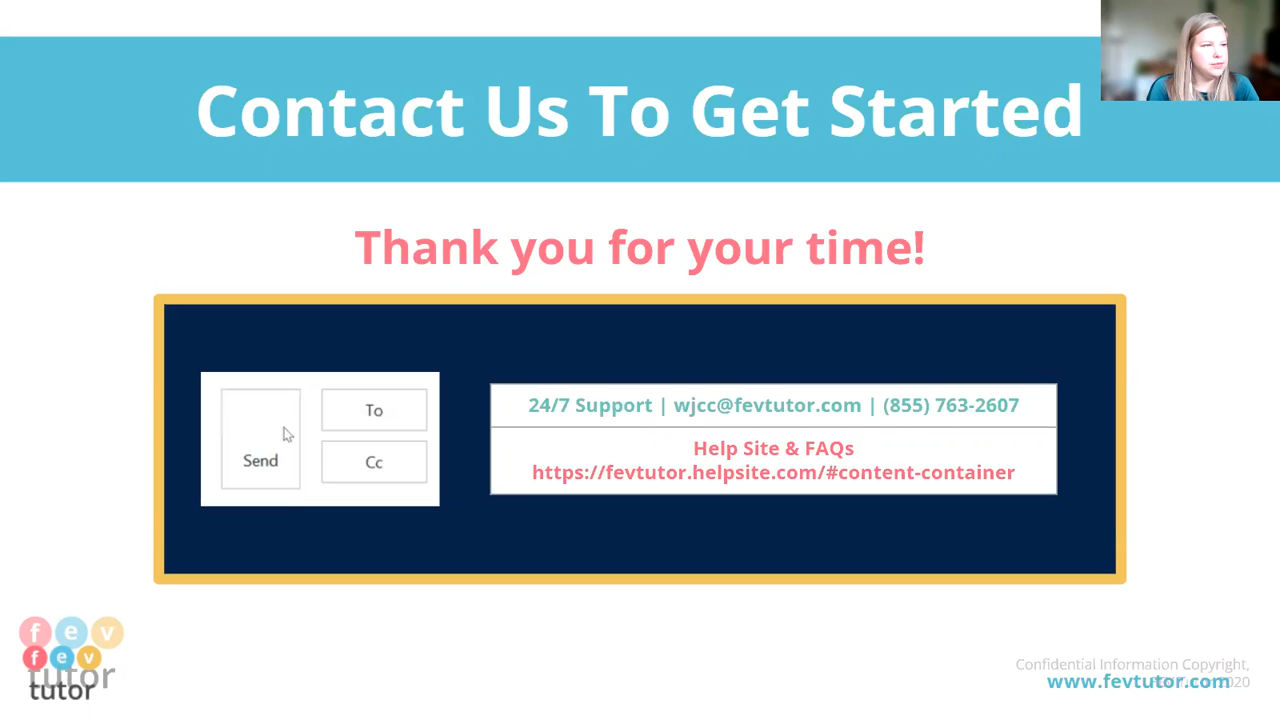 Contact Us To Get Started
Thank you for your time!
To
Send
Cc
24/7 Support | wjcc@fevtutor.com | (855) 763-2607
Help Site & FAQs
https://fevtutor.helpsite.com/#content-container
f e v
f e v
tutor
tutor
Confidential Information Copyright,
www.fevtutor.com
2020